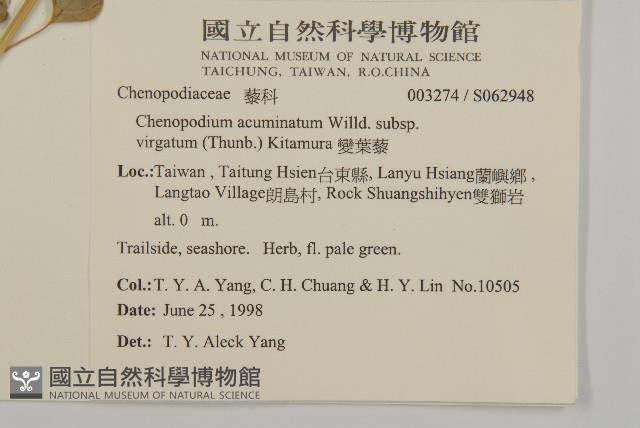 國立自然科學博物館
NATIONAL MUSEUM OF NATURAL SCIENCE
TAICHUNG, TAIWAN, R.O.CHINA
Chenopodiaceae 藜科 003274 / S062948
Chenopodium acuminatum Willd. subsp.
virgatum (Thunb.) Kitamura 變葉藜
Loc.:Taiwan , Taitung Hsien台東縣, Lanyu Hsiang蘭嶼鄉 ,
Langtao Village朗島村, Rock Shuangshihyen雙獅岩
alt. 0 m.
Trailside, seashore. Herb, fl. pale green.
Col.:T. Y. A. Yang, C. H. Chuang & H. Y. Lin No.10505
Date: June 25 , 1998
Det.: T. Y. Aleck Yang
國立自然科學博物館
NATIONAL MUSEUM OF NATURAL SCIENCE